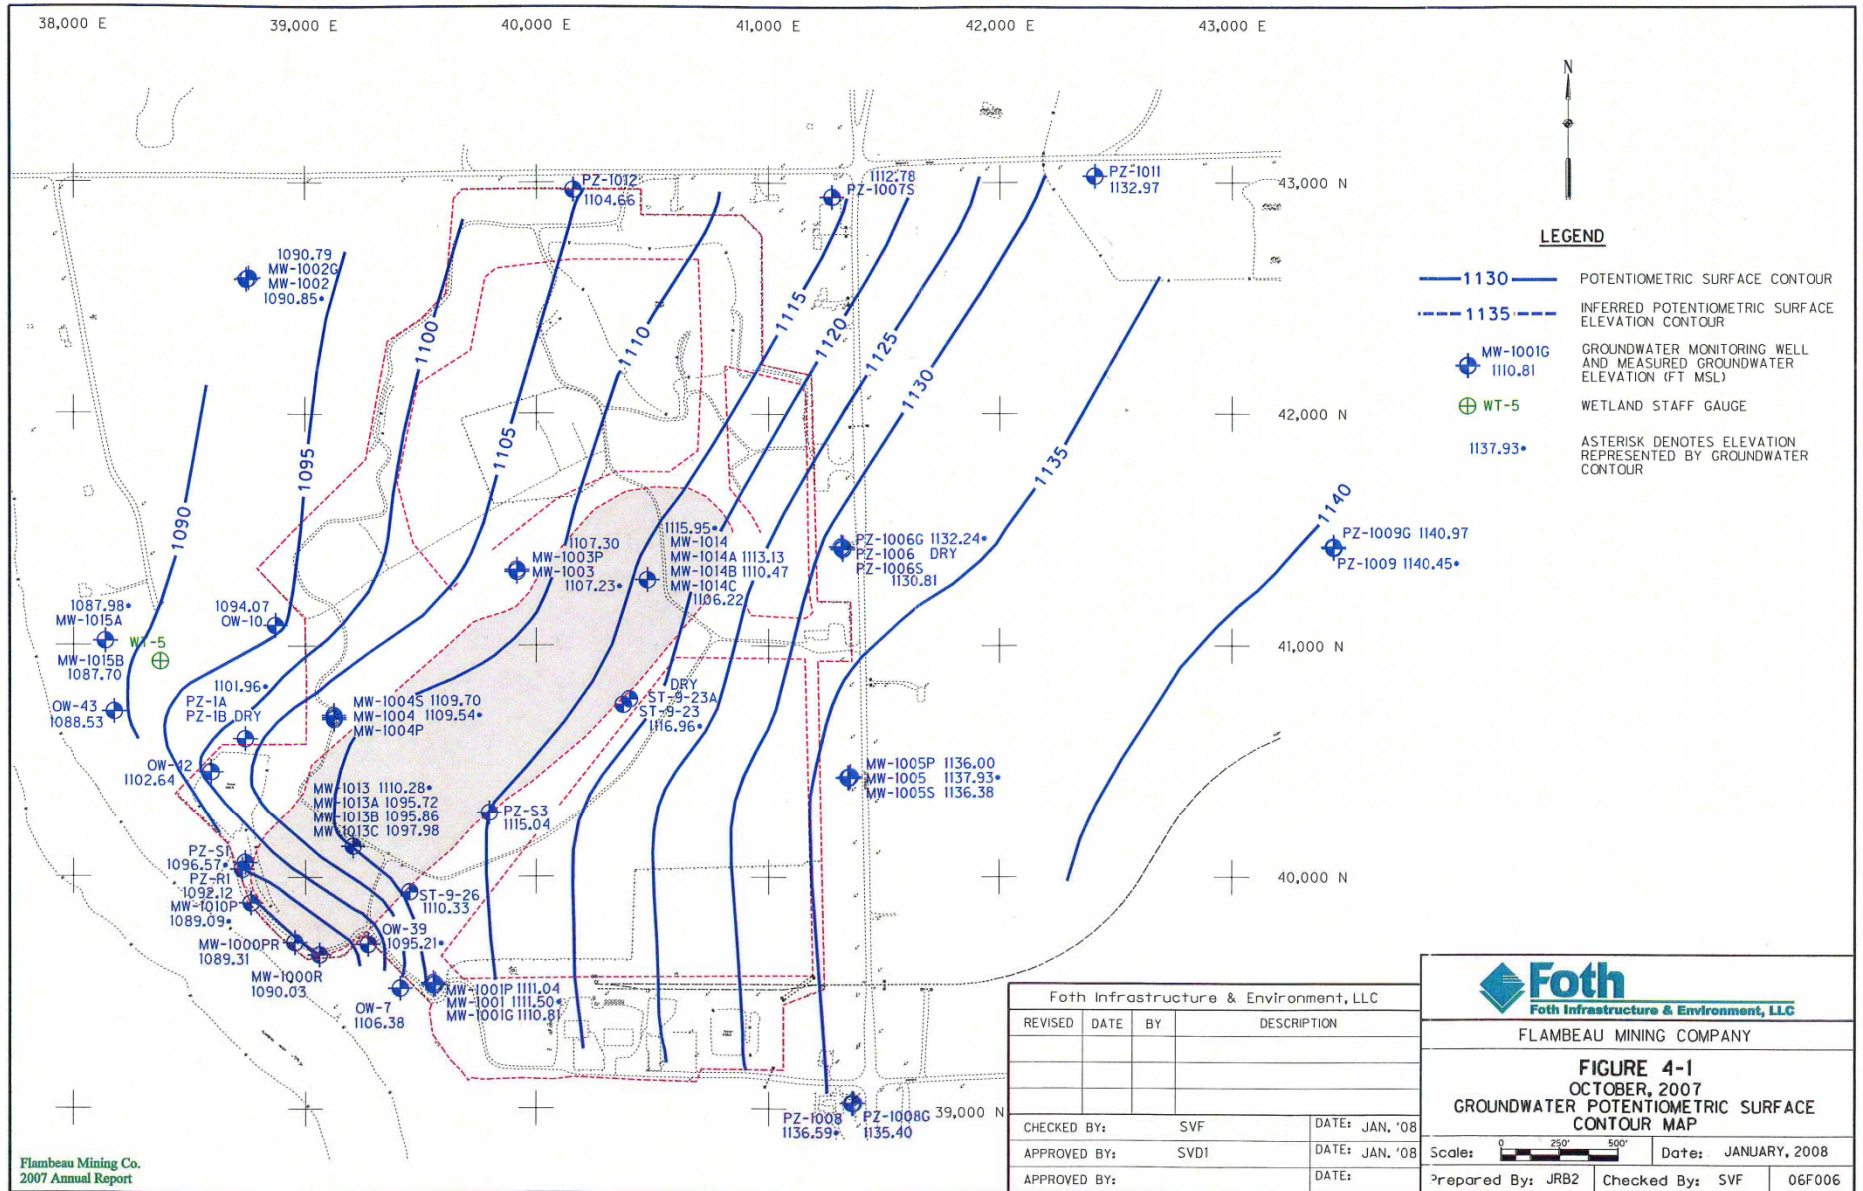 38,000 E
39,000 E
40,000 E
41,000 E
42,000 E
43,000 E
N
PZ-1012
1104.66
1112.78
PZ-1007S
PZ-1011
1132.97
43,000 N
LEGEND
1130 POTENTIOMETRIC SURFACE CONTOUR
1135 INFERRED POTENTIOMETRIC SURFACE
ELEVATION CONTOUR
MW-1001G
1110.81
GROUNDWATER MONITORING WELL
AND MEASURED GROUNDWATER
ELEVATION (FT MSL)
WT-5 WETLAND STAFF GAUGE
1137.93*
ASTERISK DENOTES ELEVATION
REPRESENTED BY GROUNDWATER
CONTOUR
1090.79
MW-1002G
MW-1002
1090.85*
1090
1095
1100
1105
1110
1115
1120
1125
1130
1135
1140
42,000 N
1107.30
MW-1003P
MW-1003
1107.23*
1115.95*
MW-1014
MW-1014A 1113.13
MW-1014B 1110.47
MW-1014C
1106.22
PZ-1006G 1132.24*
PZ-1006 DRY
PZ-1006S
1130.81
PZ-1009G 1140.97
PZ-1009 1140.45*
1087.98*
MW-1015A
WT-5
MW-1015B
1087.70
1094.07
OW-10
41,000 N
OW-43
1088.53
1101.96*
PZ-1A
PZ-1B DRY
MW-1004S 1109.70
MW-1004 1109.54*
MW-1004P
DRY
ST-9-23A
ST-9-23
1116.96*
OW-42
1102.64
MW-1013 1110.28*
MW-1013A 1095.72
MW-1013B 1095.86
MW-1013C 1097.98
PZ-S3
1115.04
MW-1005P 1136.00
MW-1005 1137.93*
MW-1005S 1136.38
PZ-S1
1096.57*
PZ-R1
1092.12
MW-1010P
1089.09*
ST-9-26
1110.33
40,000 N
OW-39
1095.21*
MW-1000PR
1089.31
MW-1000R
1090.03
OW-7
1106.38
MW-1001P 1111.04
MW-1001 1111.50*
MW-1001G 1110.81
PZ-1008
1136.59*
PZ-1008G
1135.40
39,000 N
Foth Infrastructure & Environment, LLC
REVISED DATE BY DESCRIPTION
CHECKED BY: SVF DATE: JAN. '08
APPROVED BY: SVD1 DATE: JAN. '08
APPROVED BY: DATE:
Foth
Foth Infrastructure & Environment, LLC
FLAMBEAU MINING COMPANY
FIGURE 4-1
OCTOBER, 2007
GROUNDWATER POTENTIOMETRIC SURFACE
CONTOUR MAP
Scale: 0 250' 500' Date: JANUARY, 2008
Prepared By: JRB2 Checked By: SVF 06F006
Flambeau Mining Co.
2007 Annual Report